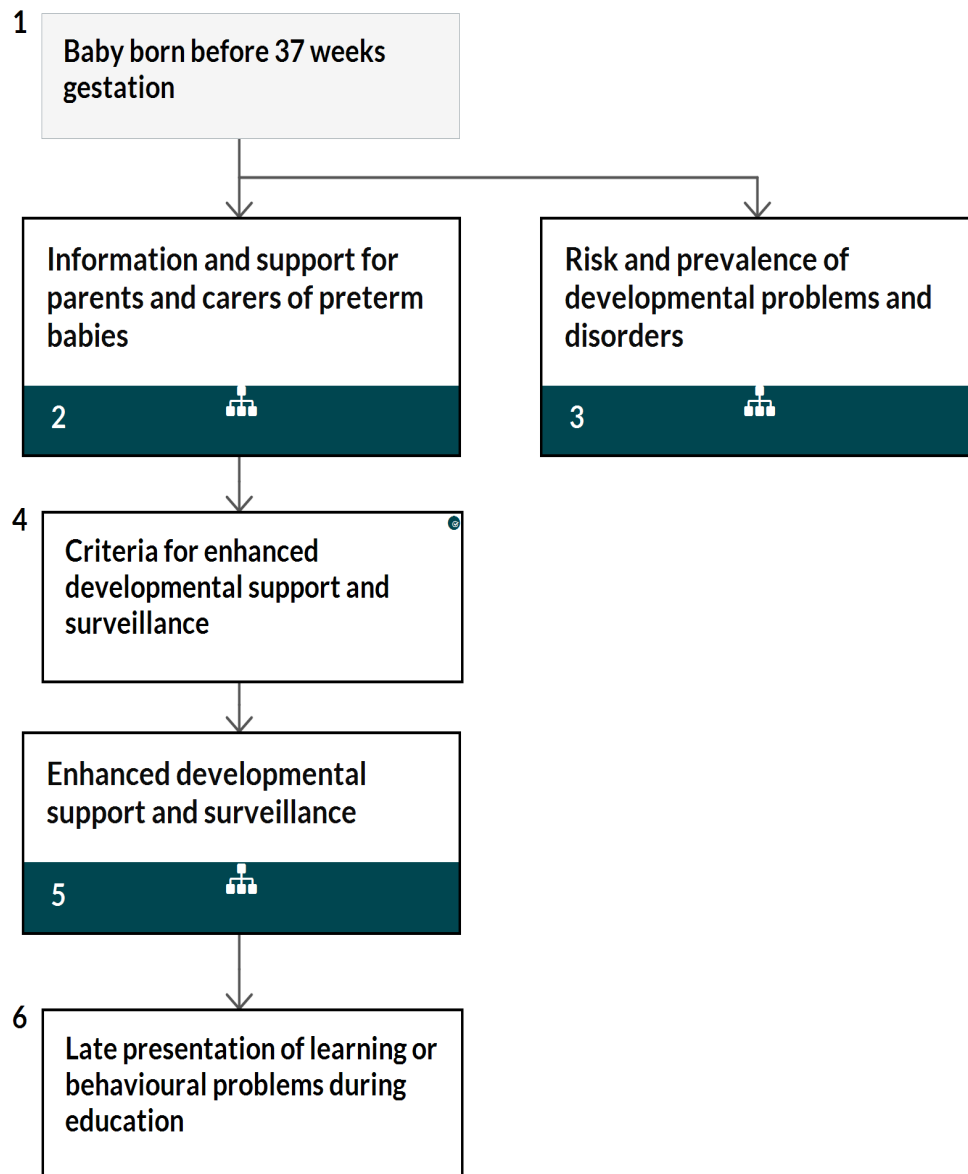 1
Baby born before 37 weeks
gestation
Information and support for
parents and carers of preterm
babies
2
Risk and prevalence of
developmental problems and
disorders
3
4
Criteria for enhanced
developmental support and
surveillance
Enhanced developmental
support and surveillance
5
6
Late presentation of learning or
behavioural problems during
education